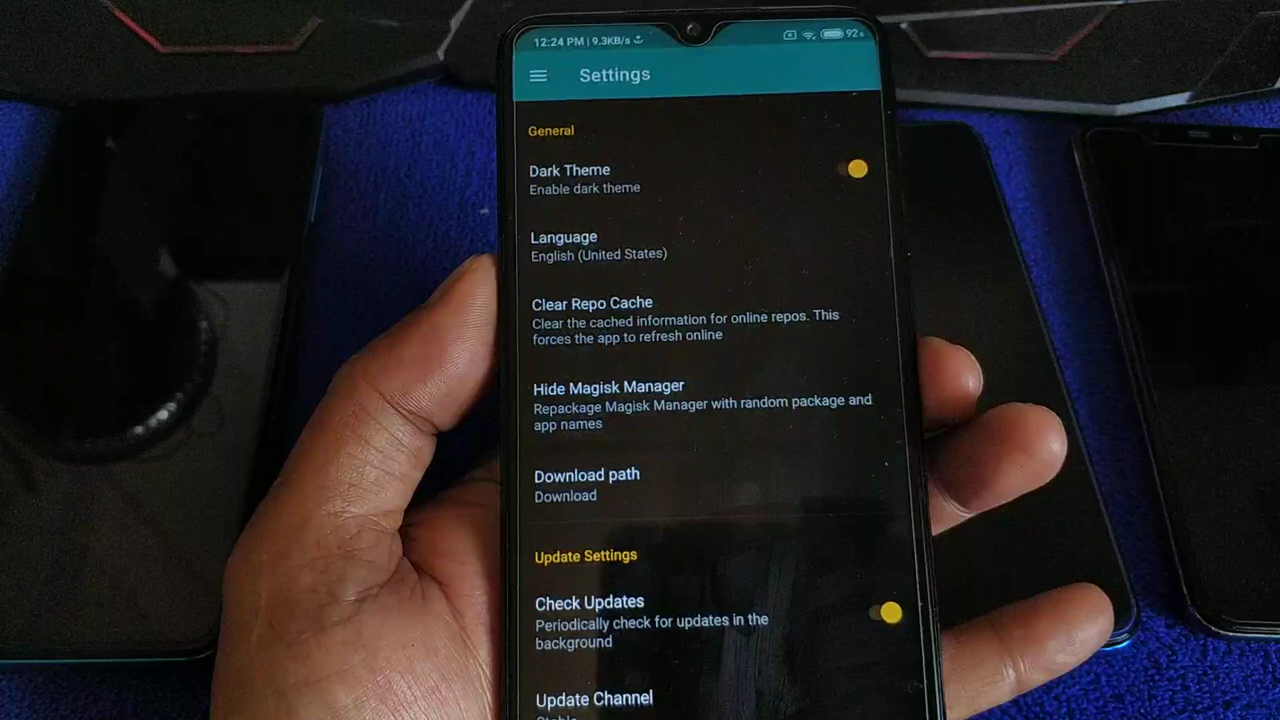 12:24 PM | 9.3KB/s
92
Settings
General
Dark Theme
Enable dark theme
Language
English (United States)
Clear Repo Cache
Clear the cached information for online repos. This
forces the app to refresh online
Hide Magisk Manager
Repackage Magisk Manager with random package and
app names
Download path
Download
Update Settings
Check Updates
Periodically check for updates in the
background
Update Channel
Stable